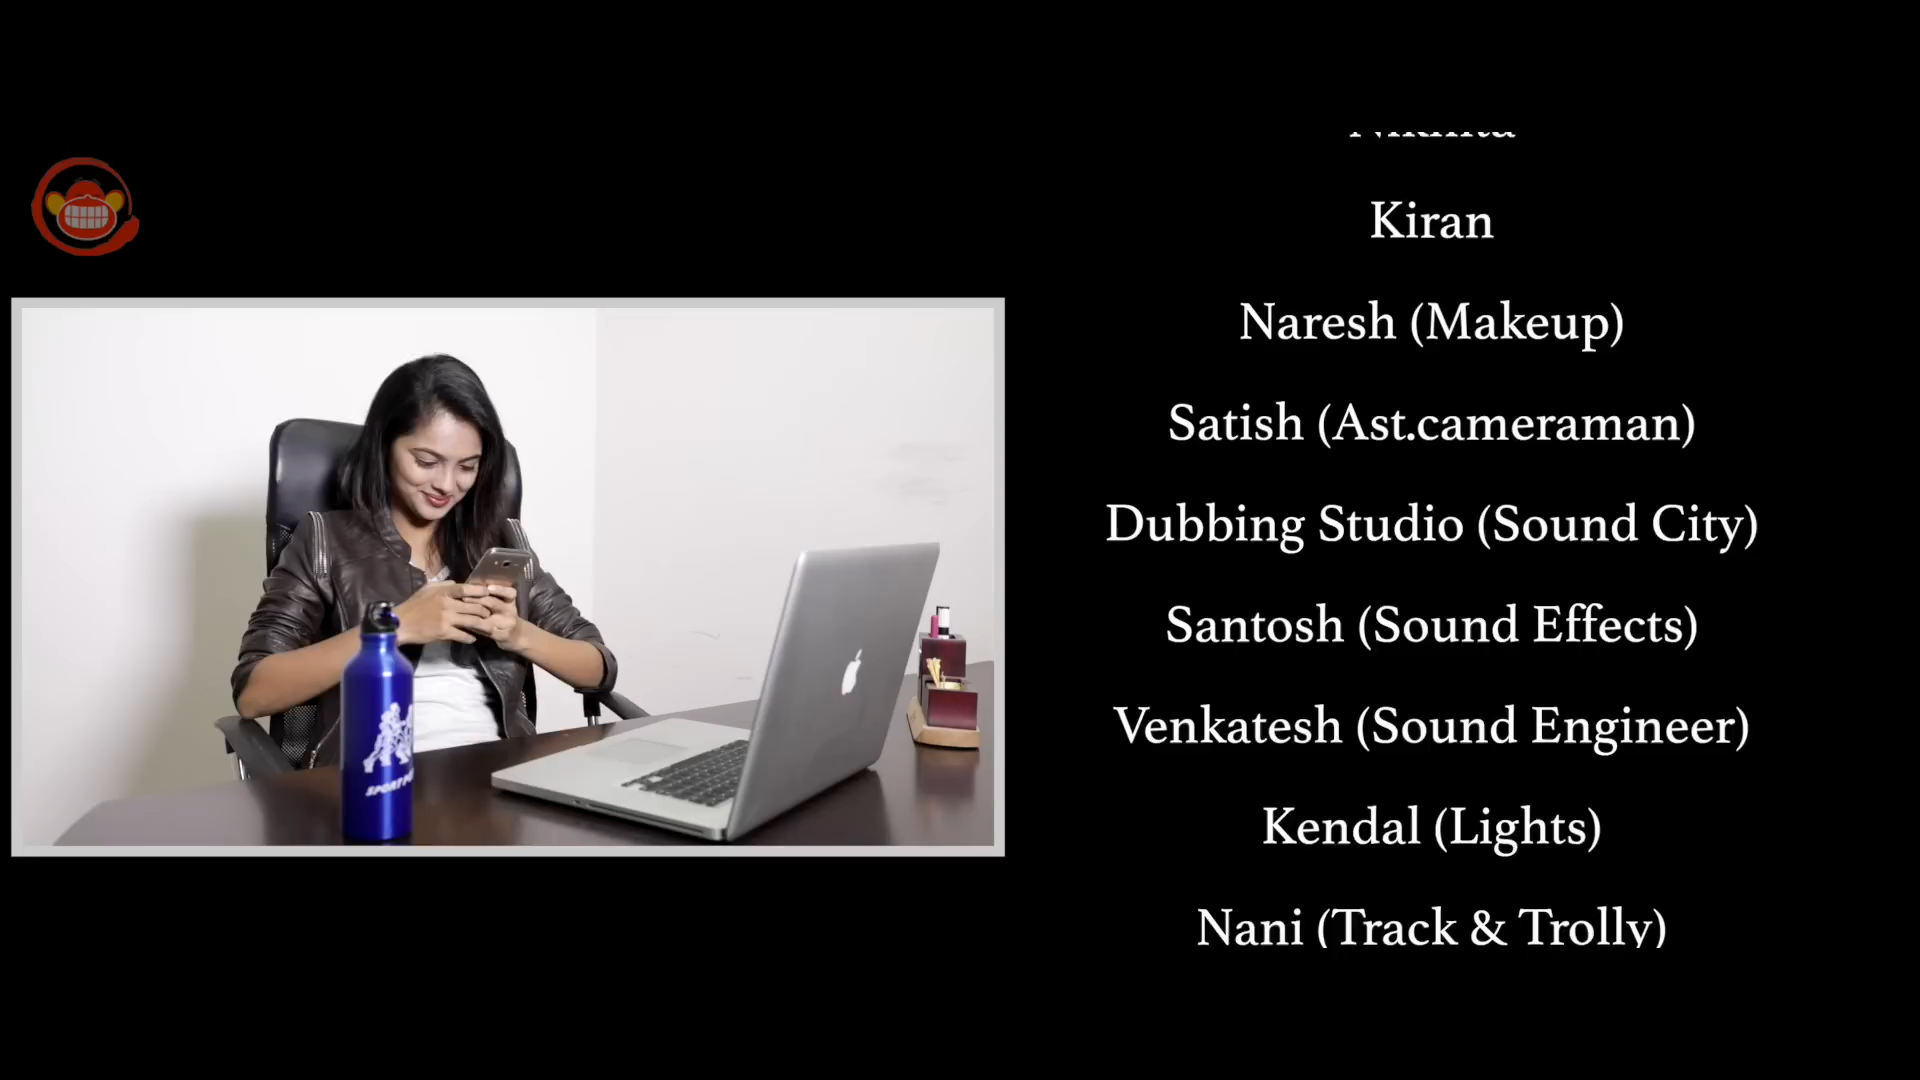 Kiran
Naresh (Makeup)
Satish (Ast.cameraman)
Dubbing Studio (Sound City)
Santosh (Sound Effects)
Venkatesh (Sound Engineer)
Kendal (Lights)
Nani (Track & Trolly)
SPORT